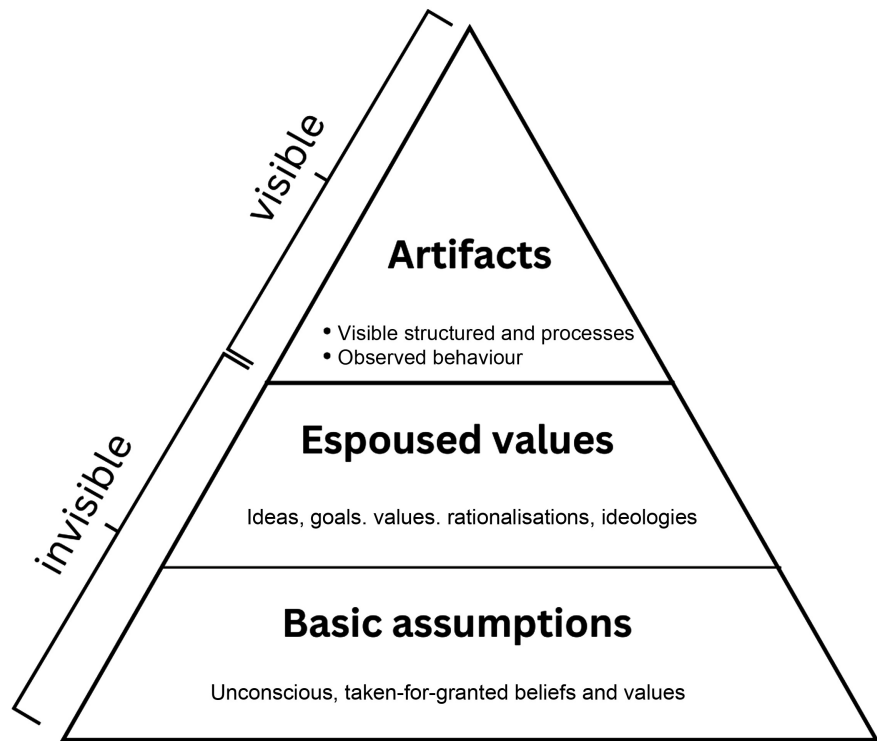 visible
Artifacts
• Visible structured and processes
• Observed behaviour
invisible
Espoused values
Ideas, goals. values. rationalisations, ideologies
Basic assumptions
Unconscious, taken-for-granted beliefs and values